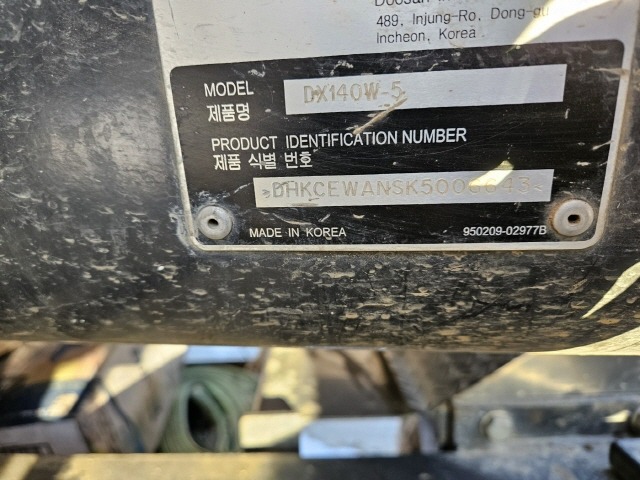 489, Injung-Ro, Dong-gu
Incheon, Korea
MODEL DX140W-5
제품명
PRODUCT IDENTIFICATION NUMBER
제품 식별 번호
MADE IN KOREA 950209-02977B